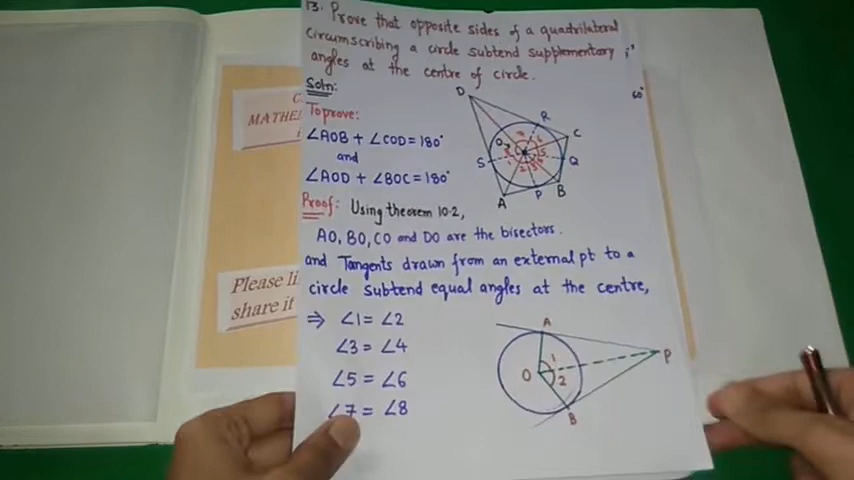 13. Prove that opposite sides of a quadrilateral
circumscribing a circle subtend supplementary
angles at the centre of circle.
Soln:
To prove:
∠AOB + ∠COD = 180°
and
∠AOD + ∠BOC = 180°
Proof: Using theorem 10.2,
AO, BO, CO and DO are the bisectors.
and Tangents drawn from an external pt to a
circle subtend equal angles at the centre,
⇒ ∠1 = ∠2
∠3 = ∠4
∠5 = ∠6
∠7 = ∠8
D
R
C
O
S
Q
A
P
B
A
P
O
1
2
B
MATHE
Please li
share it
60°